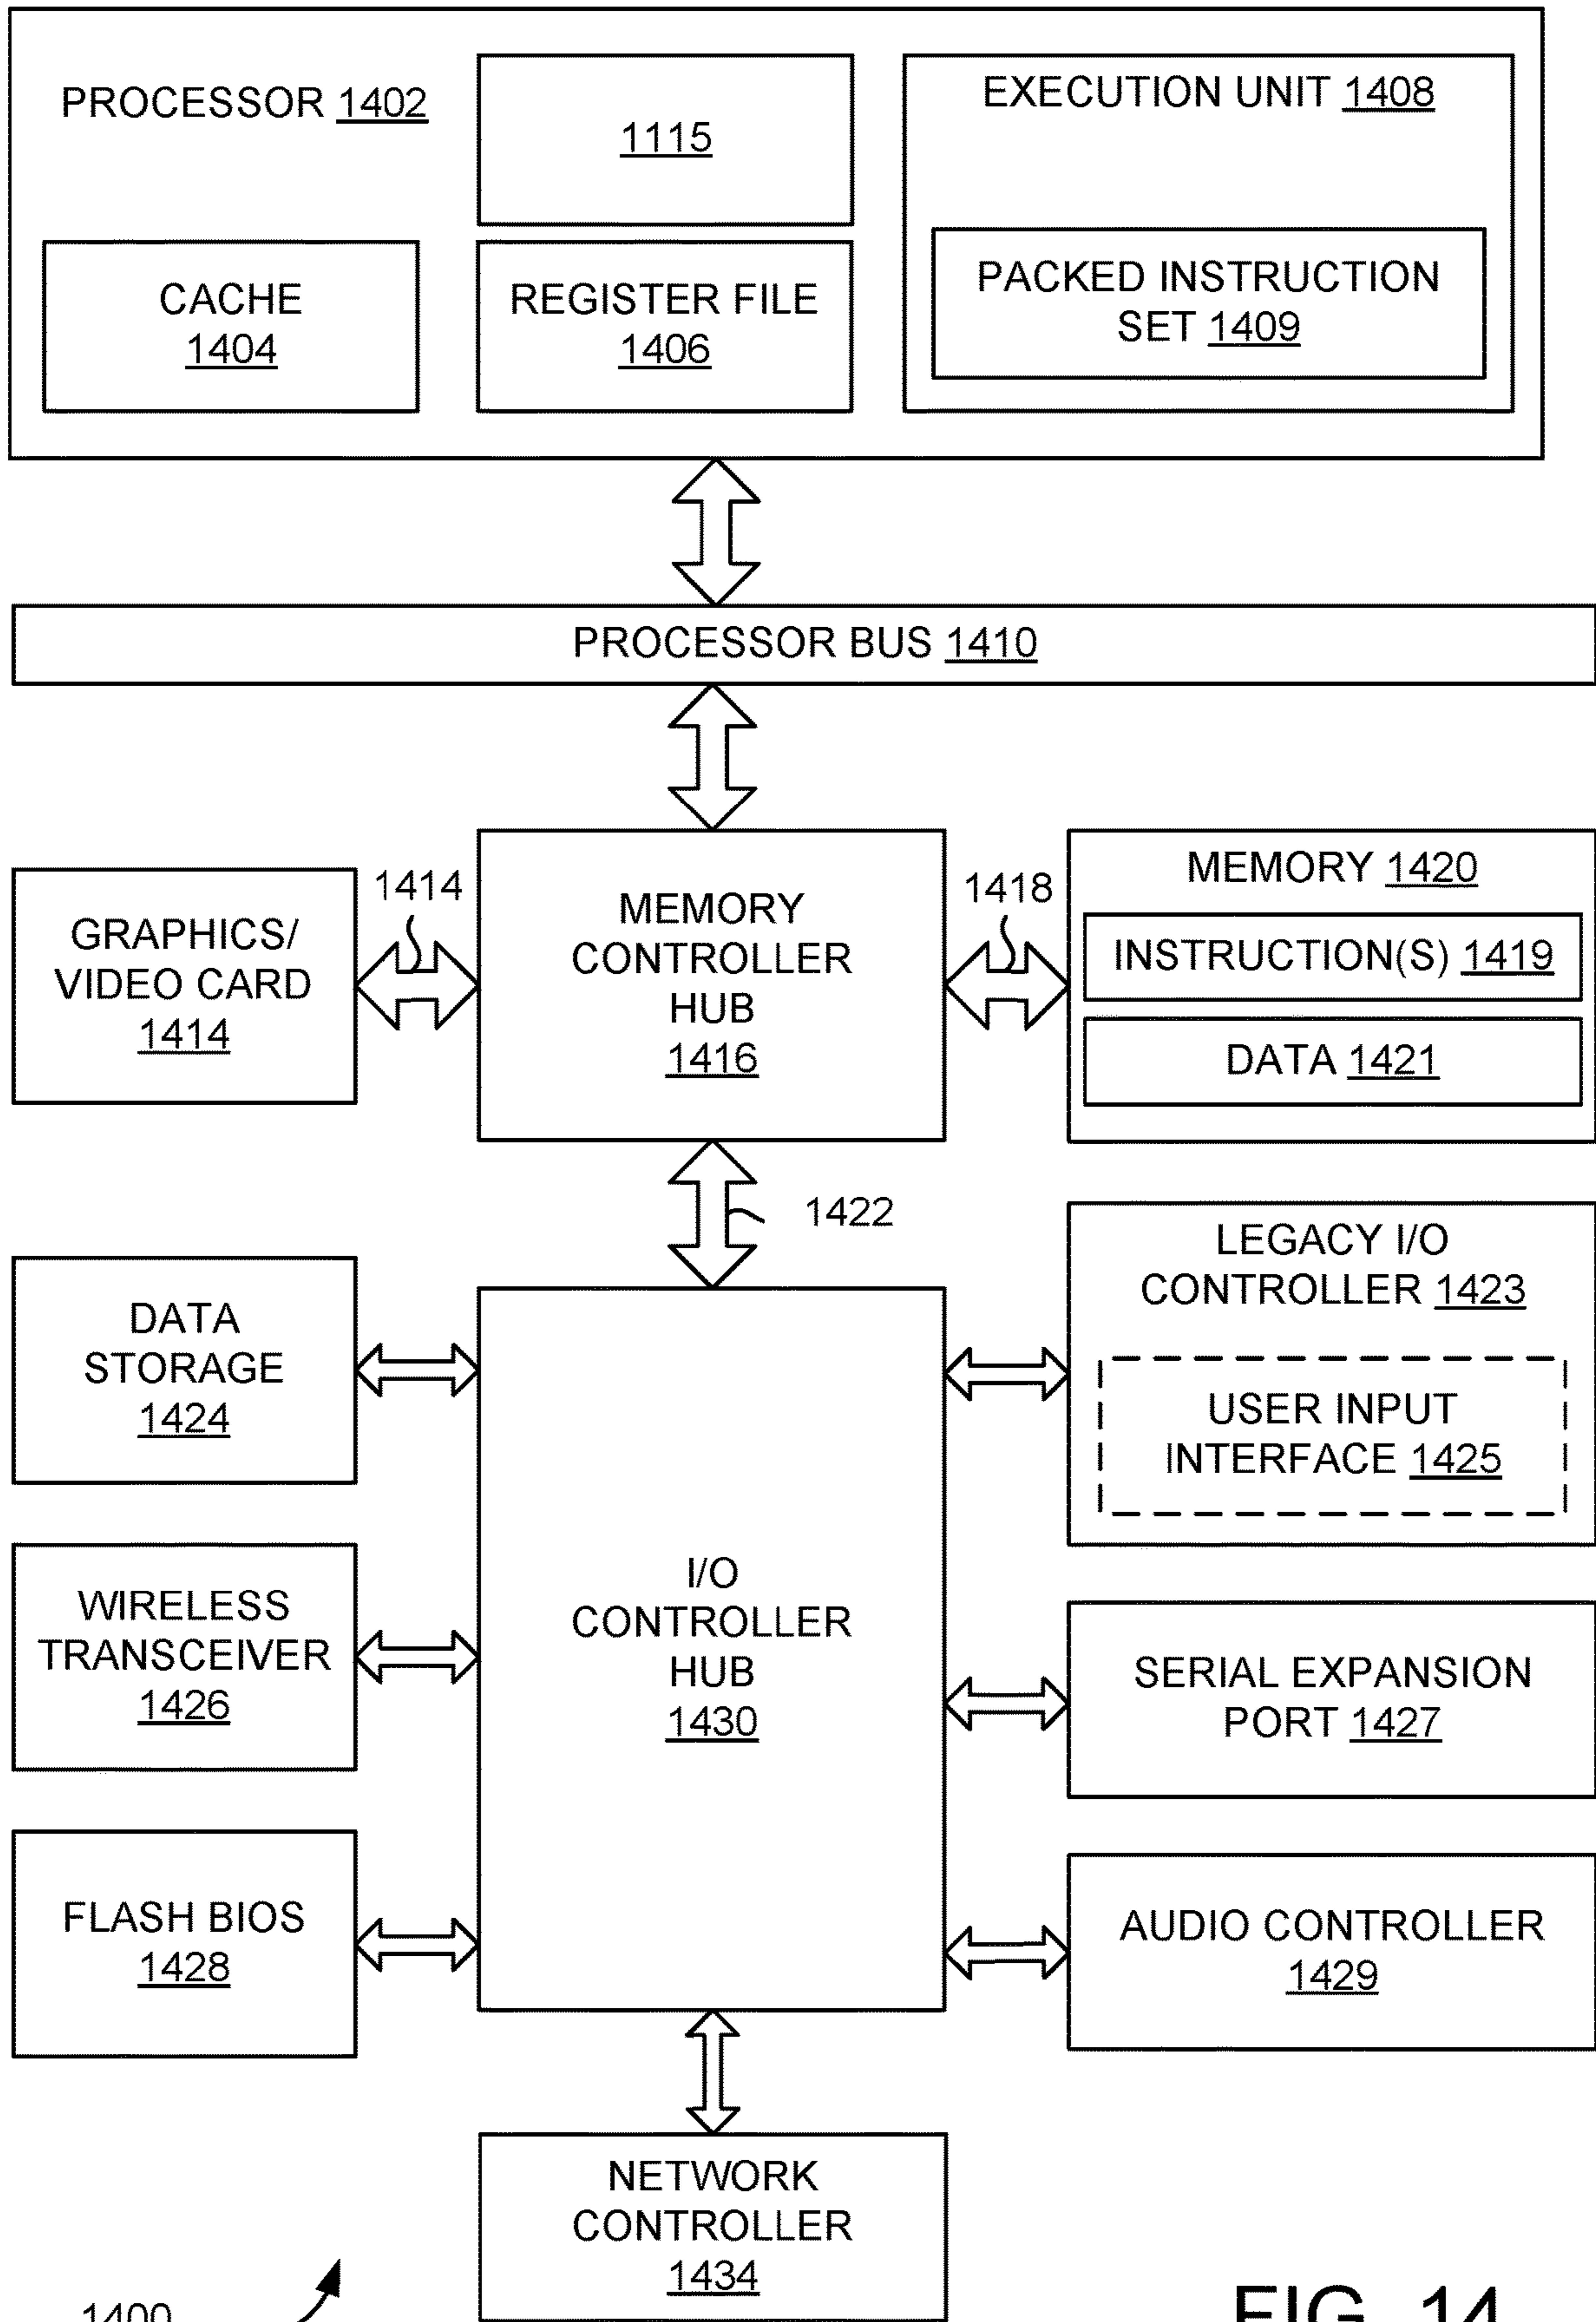 PROCESSOR 1402
1115
EXECUTION UNIT 1408
CACHE
1404
REGISTER FILE
1406
PACKED INSTRUCTION
SET 1409
PROCESSOR BUS 1410
GRAPHICS/
VIDEO CARD
1414
1414
MEMORY
CONTROLLER
HUB
1416
1418
MEMORY 1420
INSTRUCTION(S) 1419
DATA 1421
1422
DATA
STORAGE
1424
LEGACY I/O
CONTROLLER 1423
USER INPUT
INTERFACE 1425
WIRELESS
TRANSCEIVER
1426
I/O
CONTROLLER
HUB
1430
SERIAL EXPANSION
PORT 1427
FLASH BIOS
1428
AUDIO CONTROLLER
1429
NETWORK
CONTROLLER
1434
1400
FIG. 14